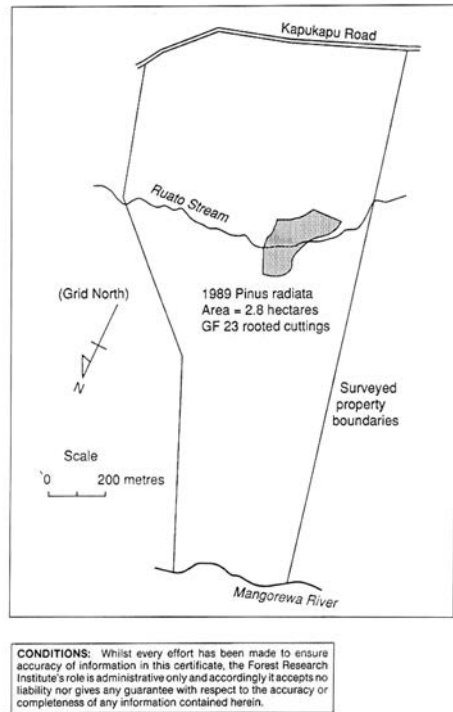 Kapukapu Road
Ruato Stream
1989 Pinus radiata
Area = 2.8 hectares
GF 23 rooted cuttings
(Grid North)
N
Surveyed
property
boundaries
Scale
0 200 metres
Mangorewa River
CONDITIONS: Whilst every effort has been made to ensure
accuracy of information in this certificate, the Forest Research
Institute's role is administrative only and accordingly it accepts no
liability nor gives any guarantee with respect to the accuracy or
completeness of any information contained herein.